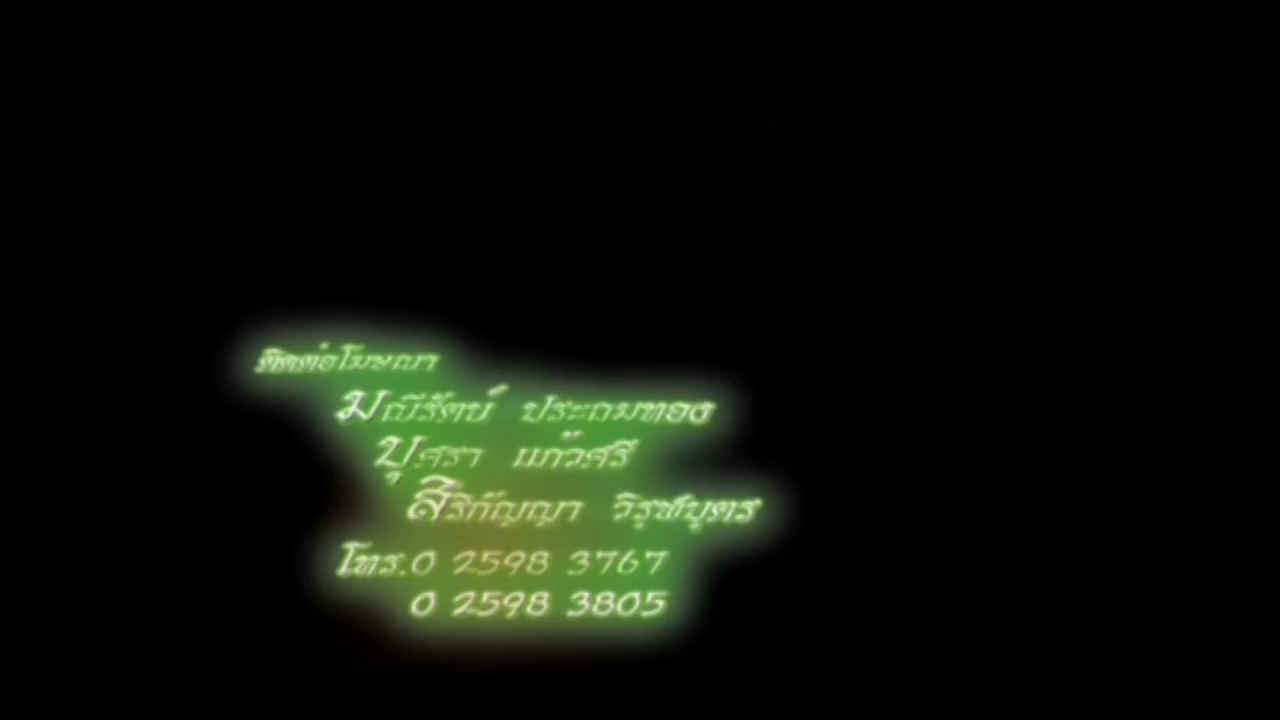 ติดต่อโฆษณา
มณีรัตน์ ประถมทอง
บุศรา แก้วศรี
สิริกัญญา วิรุฬห์บุตร
โทร.0 2598 3767
0 2598 3805